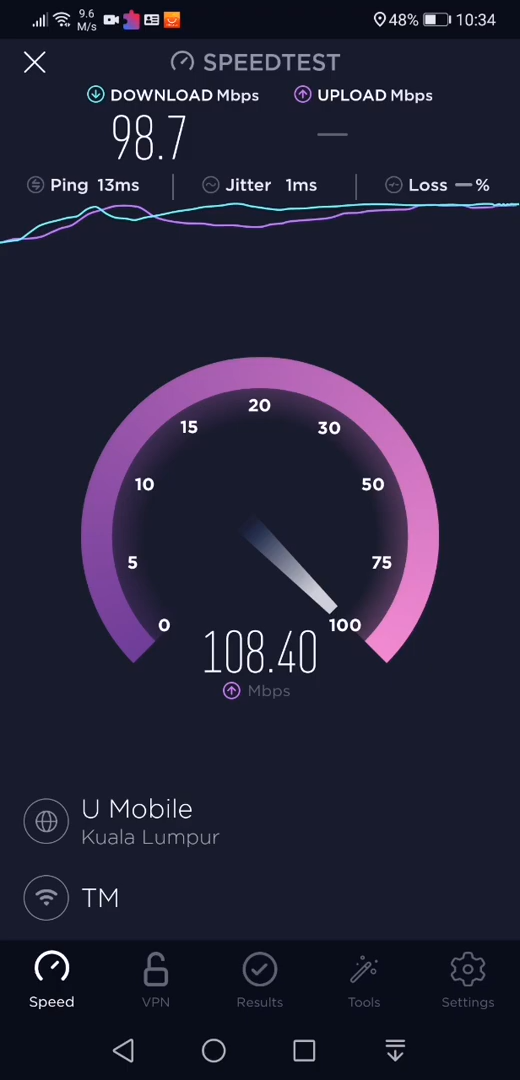 9.6
M/s
48% 10:34
SPEEDTEST
DOWNLOAD Mbps UPLOAD Mbps
98.7 —
Ping 13ms Jitter 1ms Loss —%
20
15 30
10 50
5 75
0 100
108.40
Mbps
U Mobile
Kuala Lumpur
TM
Speed VPN Results Tools Settings